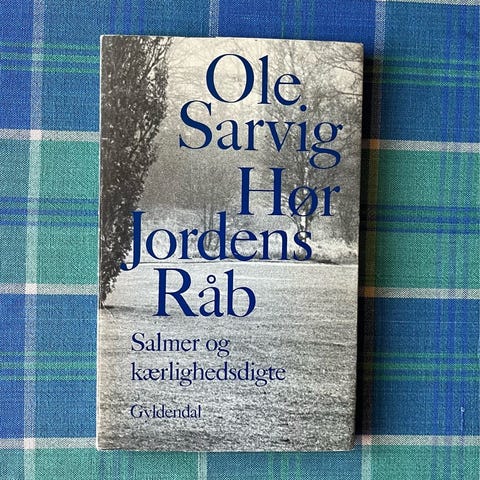 Ole
Sarvig
Hør
Jordens
Råb
Salmer og
kærlighedsdigte
Gyldendal